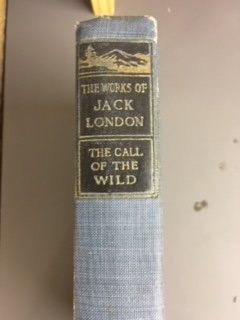 THE WORKS OF
JACK
LONDON
THE CALL
OF THE
WILD